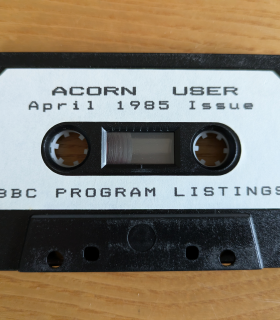 ACORN USER
April 1985 Issue
BBC PROGRAM LISTINGS